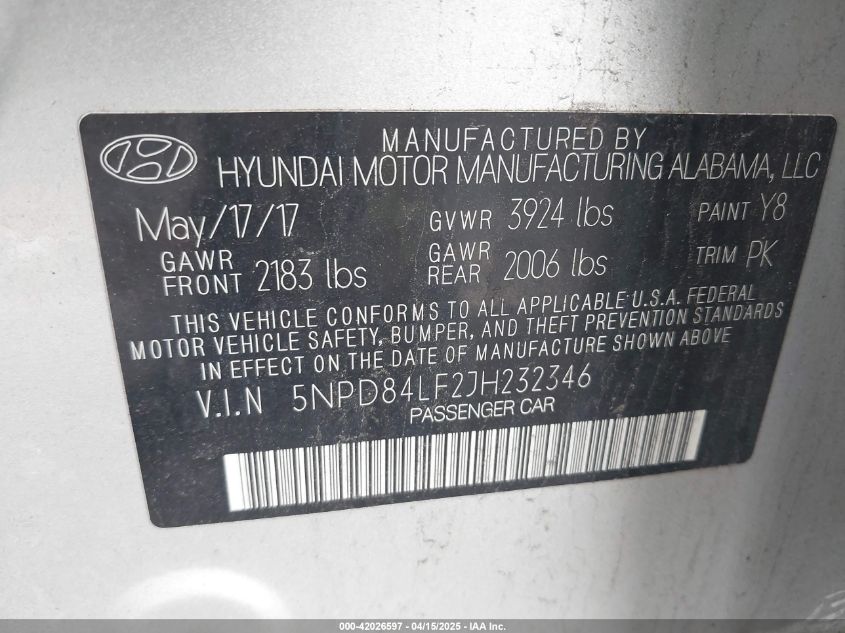 MANUFACTURED BY
HYUNDAI MOTOR MANUFACTURING ALABAMA, LLC
May/17/17 GVWR 3924 lbs PAINT Y8
GAWR FRONT 2183 lbs GAWR REAR 2006 lbs TRIM PK
THIS VEHICLE CONFORMS TO ALL APPLICABLE U.S.A. FEDERAL
MOTOR VEHICLE SAFETY, BUMPER, AND THEFT PREVENTION STANDARDS
IN EFFECT ON THE DATE OF MANUFACTURE SHOWN ABOVE
V.I.N 5NPD84LF2JH232346
PASSENGER CAR
000-42026597 - 04/15/2025 - IAA Inc.